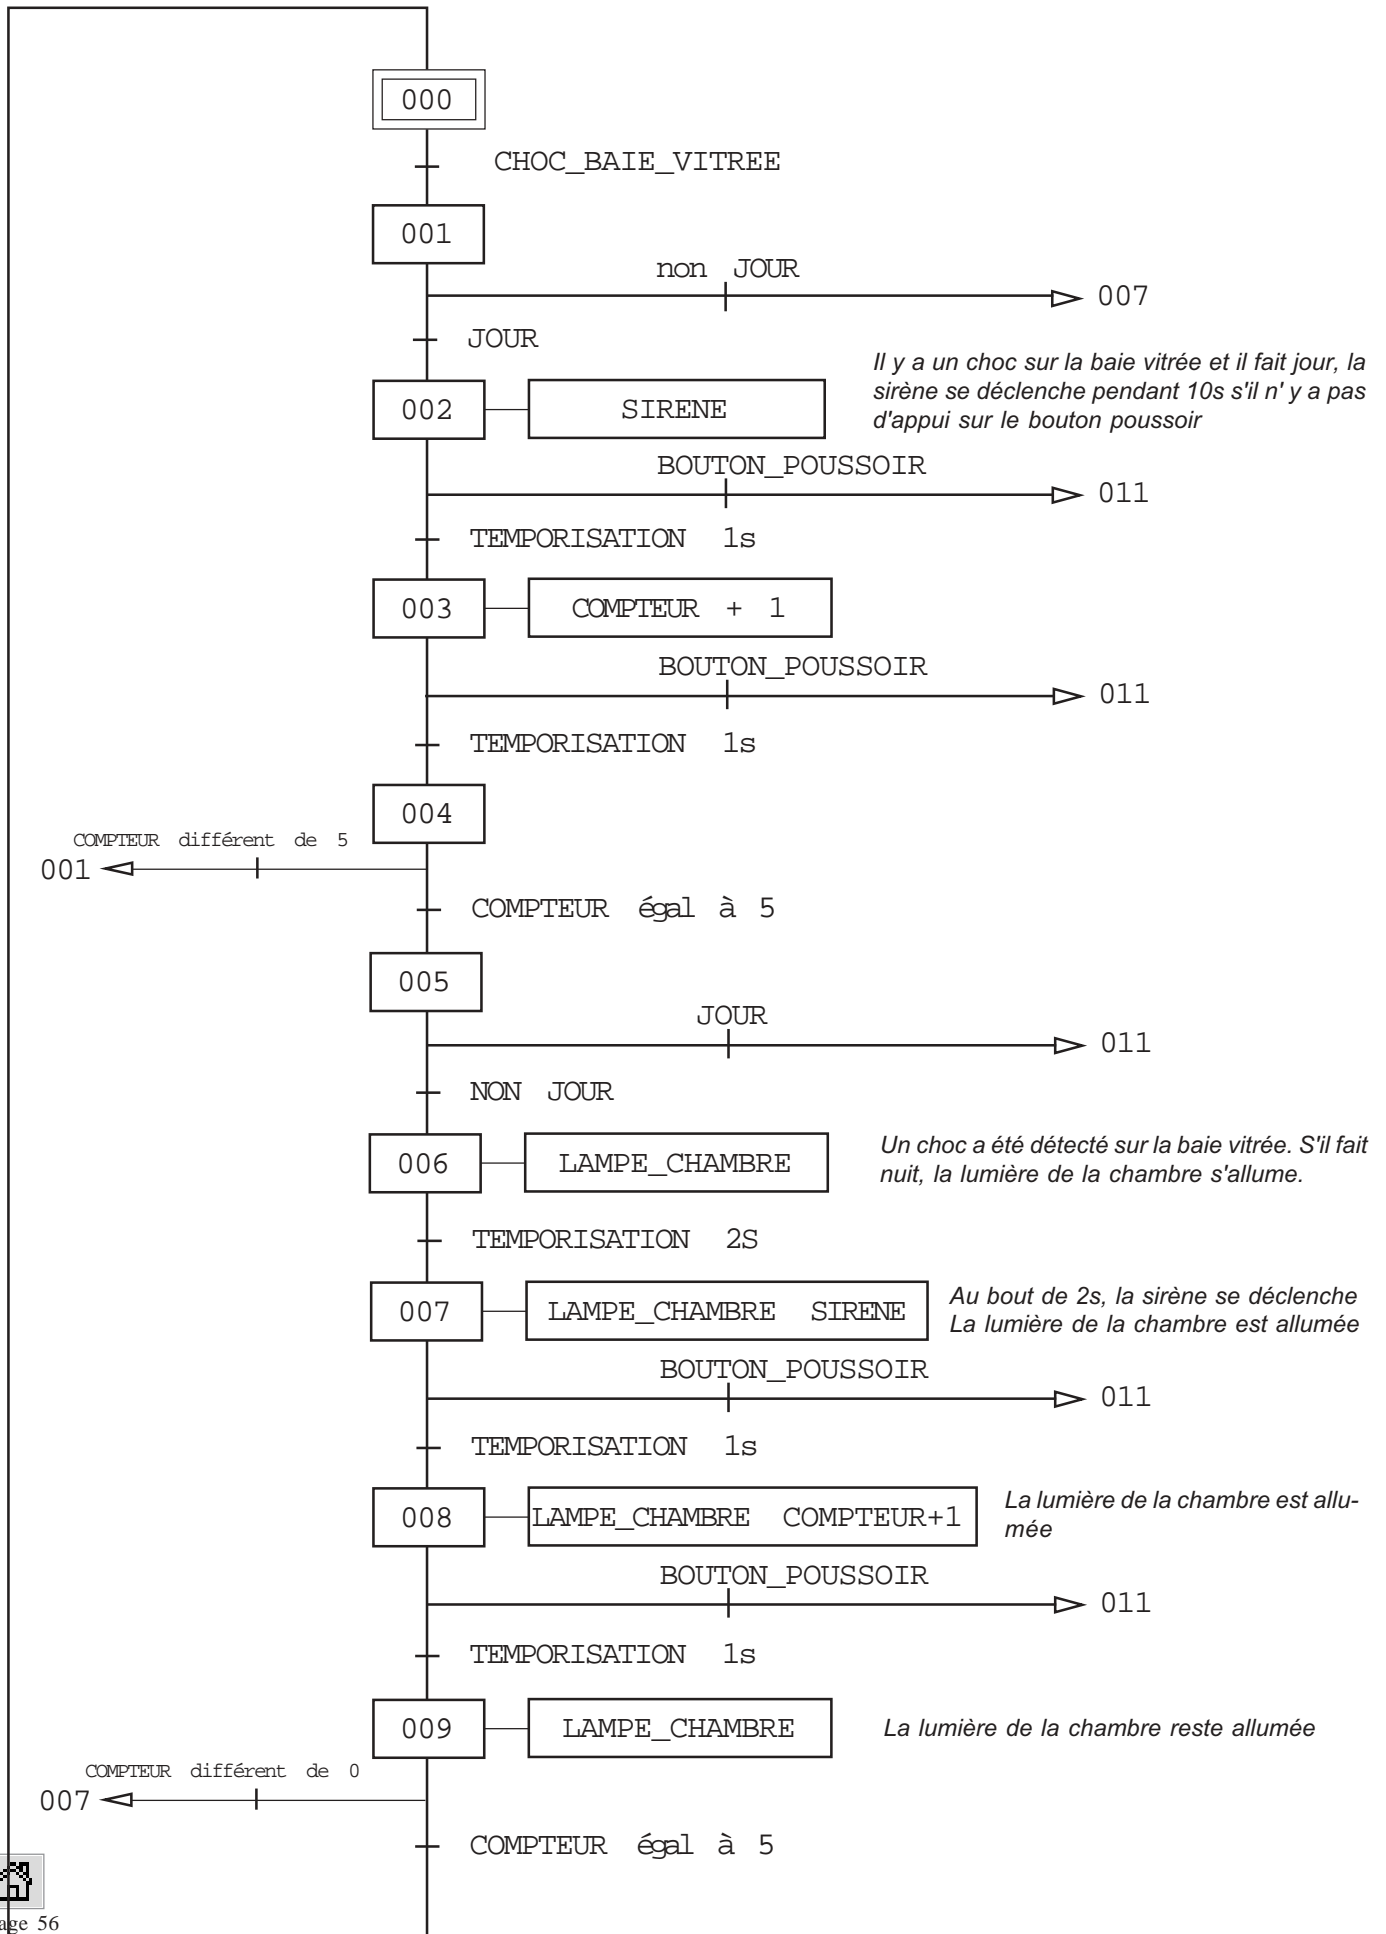 000
CHOC_BAIE_VITREE
001
non JOUR
007
JOUR
Il y a un choc sur la baie vitrée et il fait jour, la
sirène se déclenche pendant 10s s'il n' y a pas
d'appui sur le bouton poussoir
002
SIRENE
BOUTON_POUSSOIR
011
TEMPORISATION 1s
003
COMPTEUR + 1
BOUTON_POUSSOIR
011
TEMPORISATION 1s
004
COMPTEUR différent de 5
001
COMPTEUR égal à 5
005
JOUR
011
NON JOUR
006
LAMPE_CHAMBRE
Un choc a été détecté sur la baie vitrée. S'il fait
nuit, la lumière de la chambre s'allume.
TEMPORISATION 2S
007
LAMPE_CHAMBRE SIRENE
Au bout de 2s, la sirène se déclenche
La lumière de la chambre est allumée
BOUTON_POUSSOIR
011
TEMPORISATION 1s
008
LAMPE_CHAMBRE COMPTEUR+1
La lumière de la chambre est allu-
mée
BOUTON_POUSSOIR
011
TEMPORISATION 1s
009
LAMPE_CHAMBRE
La lumière de la chambre reste allumée
COMPTEUR différent de 0
007
COMPTEUR égal à 5
age 56